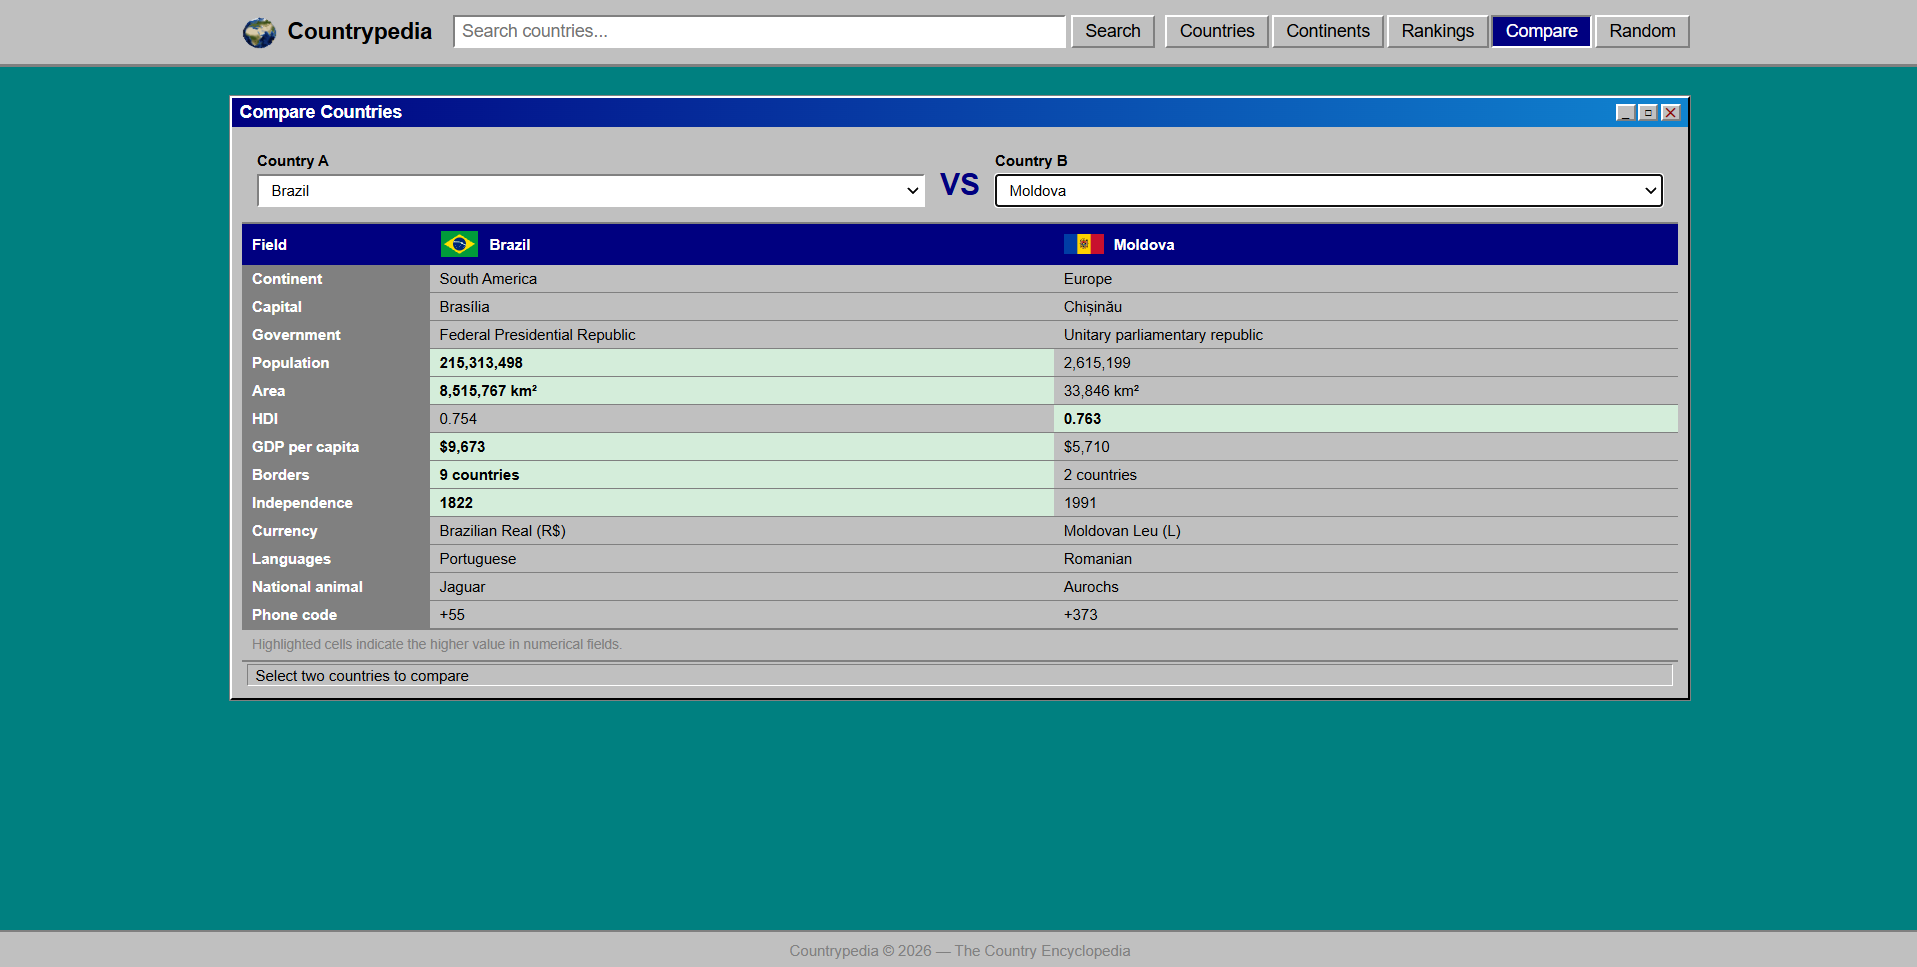 Countrypedia
Search countries...
Search
Countries
Continents
Rankings
Compare
Random
Compare Countries
Country A
Brazil
VS
Country B
Moldova
Field Brazil Moldova
Continent South America Europe
Capital Brasília Chișinău
Government Federal Presidential Republic Unitary parliamentary republic
Population 215,313,498 2,615,199
Area 8,515,767 km² 33,846 km²
HDI 0.754 0.763
GDP per capita $9,673 $5,710
Borders 9 countries 2 countries
Independence 1822 1991
Currency Brazilian Real (R$) Moldovan Leu (L)
Languages Portuguese Romanian
National animal Jaguar Aurochs
Phone code +55 +373
Highlighted cells indicate the higher value in numerical fields.
Select two countries to compare
Countrypedia © 2026 — The Country Encyclopedia